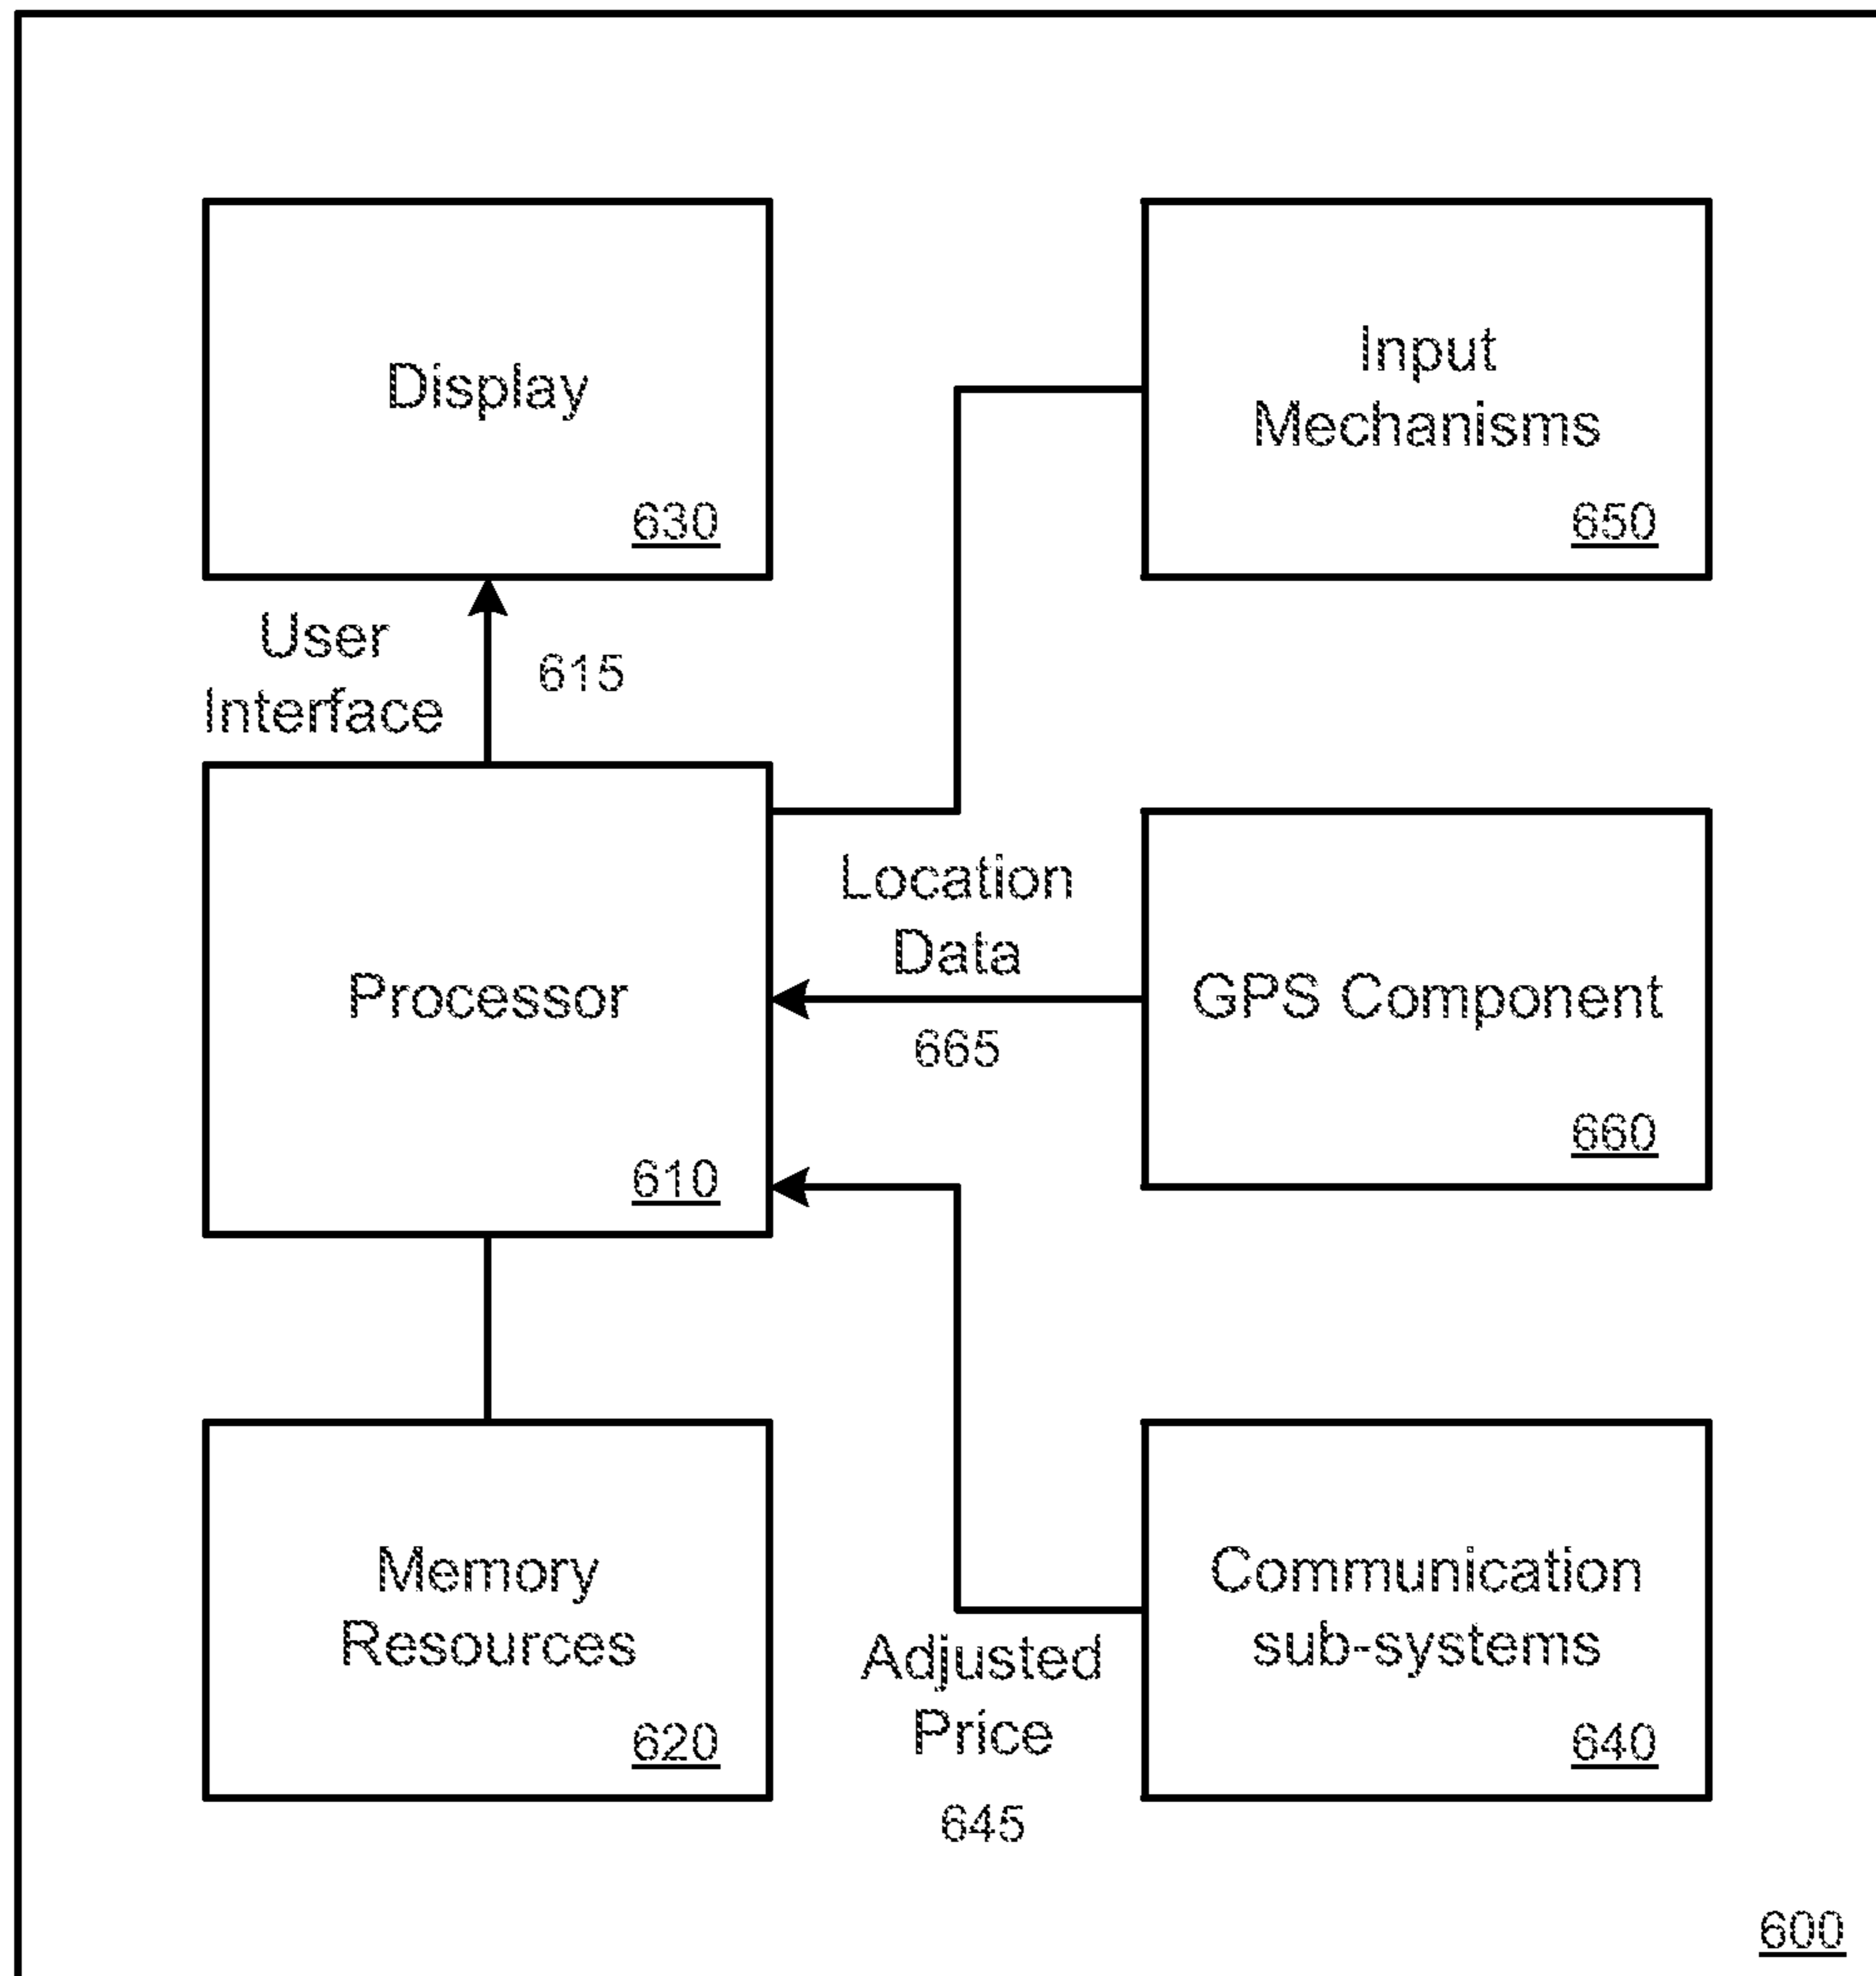 Display
630
Input
Mechanisms
650
User
Interface
615
Location
Data
665
Processor
610
GPS Component
660
Memory
Resources
620
Adjusted
Price
645
Communication
sub-systems
640
600